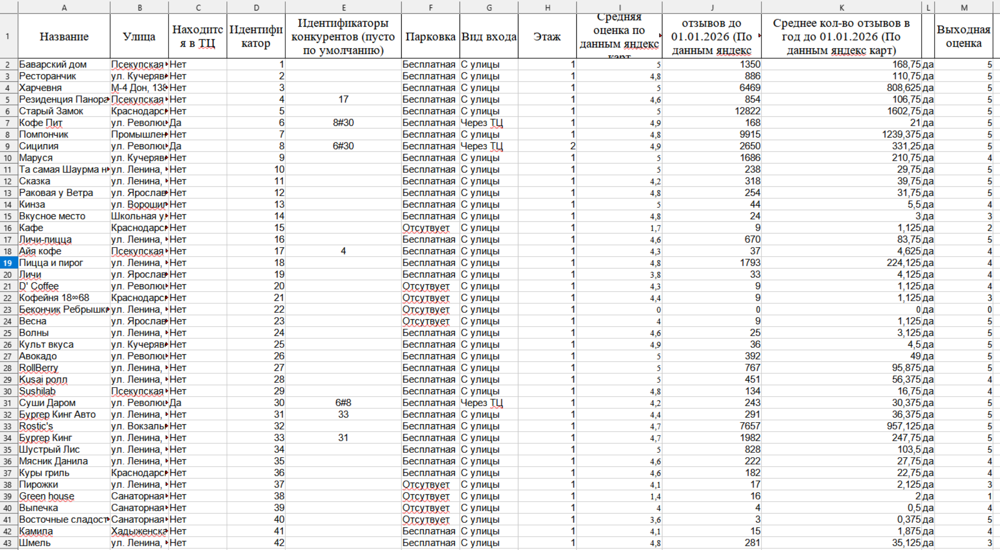 A B C D E F G H I J K L M
1 Название Улица Находитс я в ТЦ Идентифи катор Идентификаторы конкурентов (пусто по умолчанию) Парковка Вид входа Этаж Средняя оценка по данным яндекс карт отзывов до 01.01.2026 (По данным яндекс Среднее кол-во отзывов в год до 01.01.2026 (По данным яндекс карт) Выходная оценка
2 Баварский дом Псекупская Нет 1 Бесплатная С улицы 1 5 1350 168,75 да 5
3 Ресторанчик ул. Кучеряв Нет 2 Бесплатная С улицы 1 4,8 886 110,75 да 5
4 Харчевня М-4 Дон, 138 Нет 3 Бесплатная С улицы 1 5 6469 808,625 да 5
5 Резиденция Панора Псекупская Нет 4 17 Бесплатная С улицы 1 4,6 854 106,75 да 5
6 Старый Замок Краснодарс Нет 5 Бесплатная С улицы 1 5 12822 1602,75 да 5
7 Кофе Пит ул. Революц Да 6 8#30 Бесплатная Через ТЦ 1 4,9 168 21 да 5
8 Помпончик Промышлен Нет 7 Бесплатная С улицы 1 4,8 9915 1239,375 да 5
9 Сицилия ул. Революц Да 8 6#30 Бесплатная Через ТЦ 2 4,9 2650 331,25 да 5
10 Маруся ул. Кучеряв Нет 9 Бесплатная С улицы 1 5 1686 210,75 да 4
11 Та самая Шаурма н ул. Ленина, Нет 10 Бесплатная С улицы 1 5 238 29,75 да 5
12 Сказка ул. Ленина, Нет 11 Бесплатная С улицы 1 4,2 318 39,75 да 5
13 Раковая у Ветра ул. Ярослав Нет 12 Бесплатная С улицы 1 4,8 254 31,75 да 5
14 Кинза ул. Ворошил Нет 13 Бесплатная С улицы 1 5 44 5,5 да 4
15 Вкусное место Школьная у Нет 14 Бесплатная С улицы 1 4,8 24 3 да 3
16 Кафе Краснодарс Нет 15 Отсутвует С улицы 1 1,7 9 1,125 да 2
17 Личи-пицца ул. Ленина, Нет 16 Бесплатная С улицы 1 4,6 670 83,75 да 5
18 Айя кофе Псекупская Нет 17 4 Бесплатная С улицы 1 4,3 37 4,625 да 4
19 Пицца и пирог ул. Ленина, Нет 18 Бесплатная С улицы 1 4,8 1793 224,125 да 4
20 Личи ул. Ярослав Нет 19 Бесплатная С улицы 1 3,8 33 4,125 да 4
21 D' Coffee ул. Революц Нет 20 Отсутвует С улицы 1 4,3 9 1,125 да 4
22 Кофейня 18∞68 Краснодарс Нет 21 Отсутвует С улицы 1 4,4 9 1,125 да 3
23 Бекончик Ребрышк ул. Ленина, Нет 22 Отсутвует С улицы 1 0 0 0 да 0
24 Весна ул. Ярослав Нет 23 Отсутвует С улицы 1 4 9 1,125 да 5
25 Волны ул. Ленина, Нет 24 Бесплатная С улицы 1 4,6 25 3,125 да 5
26 Культ вкуса ул. Кучеряв Нет 25 Бесплатная С улицы 1 4,9 36 4,5 да 5
27 Авокадо ул. Революц Нет 26 Бесплатная С улицы 1 5 392 49 да 5
28 RollBerry ул. Ленина, Нет 27 Бесплатная С улицы 1 5 767 95,875 да 5
29 Kusai ролл ул. Ленина, Нет 28 Бесплатная С улицы 1 5 451 56,375 да 4
30 Sushilab Псекупская Нет 29 Бесплатная С улицы 1 4,8 134 16,75 да 4
31 Суши Даром ул. Революц Да 30 6#8 Бесплатная Через ТЦ 1 4,2 243 30,375 да 5
32 Бургер Кинг Авто ул. Ленина, Нет 31 33 Бесплатная С улицы 1 4,4 291 36,375 да 5
33 Rostic's ул. Вокзаль Нет 32 Бесплатная С улицы 1 4,7 7657 957,125 да 5
34 Бургер Кинг ул. Ленина, Нет 33 31 Бесплатная С улицы 1 4,7 1982 247,75 да 5
35 Шустрый Лис ул. Ленина, Нет 34 Бесплатная С улицы 1 5 828 103,5 да 5
36 Мясник Данила ул. Ленина, Нет 35 Бесплатная С улицы 1 4,6 222 27,75 да 4
37 Куры гриль Краснодарс Нет 36 Бесплатная С улицы 1 4,6 182 22,75 да 4
38 Пирожки ул. Ленина, Нет 37 Отсутвует С улицы 1 4,1 17 2,125 да 3
39 Green house Санаторная Нет 38 Отсутвует С улицы 1 1,4 16 2 да 1
40 Выпечка Санаторная Нет 39 Отсутвует С улицы 1 4 4 0,5 да 4
41 Восточные сладост Санаторная Нет 40 Отсутвует С улицы 1 3,6 3 0,375 да 5
42 Камила Хадыженска Нет 41 Бесплатная С улицы 1 4,1 15 1,875 да 4
43 Шмель ул. Ленина, Нет 42 Бесплатная С улицы 1 4,8 281 35,125 да 3